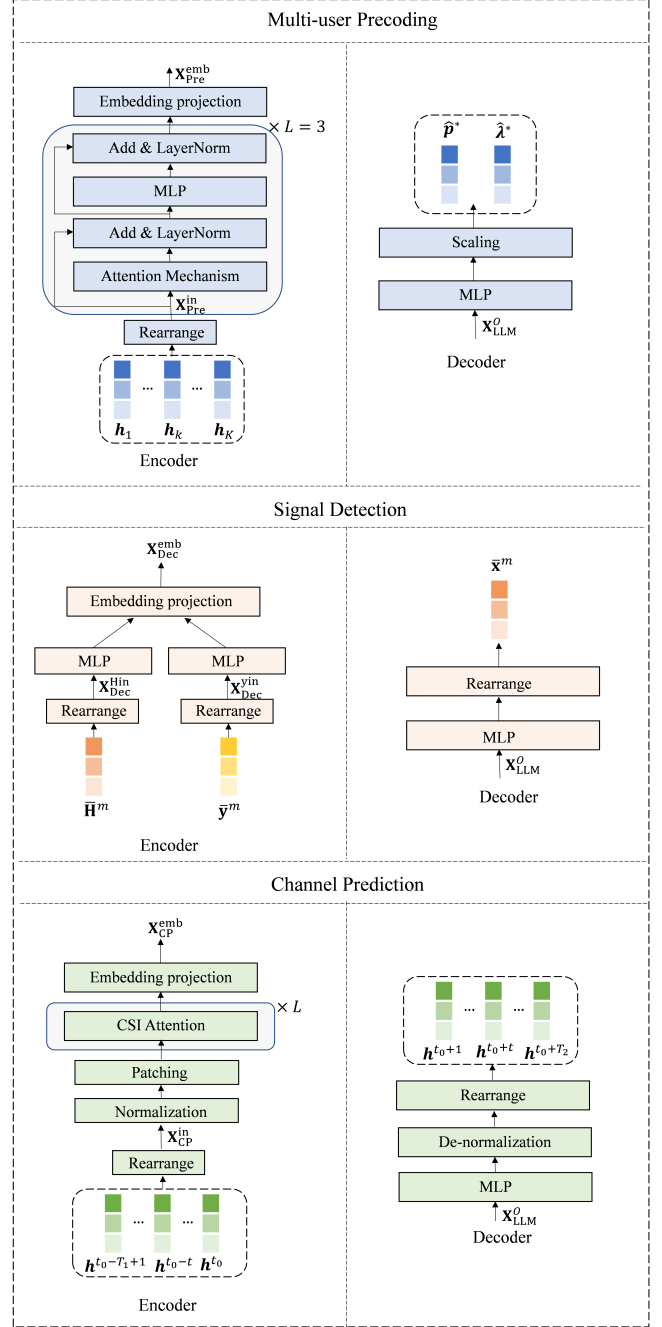 Multi-user Precoding
X_Pre^emb
Embedding projection
× L = 3
Add & LayerNorm
MLP
Add & LayerNorm
Attention Mechanism
X_Pre^in
Rearrange
... ...
h_1 h_k h_K
Encoder
p̂* λ̂*
Scaling
MLP
X_LLM^O
Decoder
Signal Detection
X_Dec^emb
Embedding projection
MLP MLP
X_Dec^Hin X_Dec^yin
Rearrange Rearrange
H̅^m y̅^m
Encoder
x̅^m
Rearrange
MLP
X_LLM^O
Decoder
Channel Prediction
X_CP^emb
Embedding projection
× L
CSI Attention
Patching
Normalization
X_CP^in
Rearrange
... ...
h^{t_0−T_1+1} h^{t_0−t} h^{t_0}
Encoder
... ...
h^{t_0+1} h^{t_0+t} h^{t_0+T_2}
Rearrange
De-normalization
MLP
X_LLM^O
Decoder